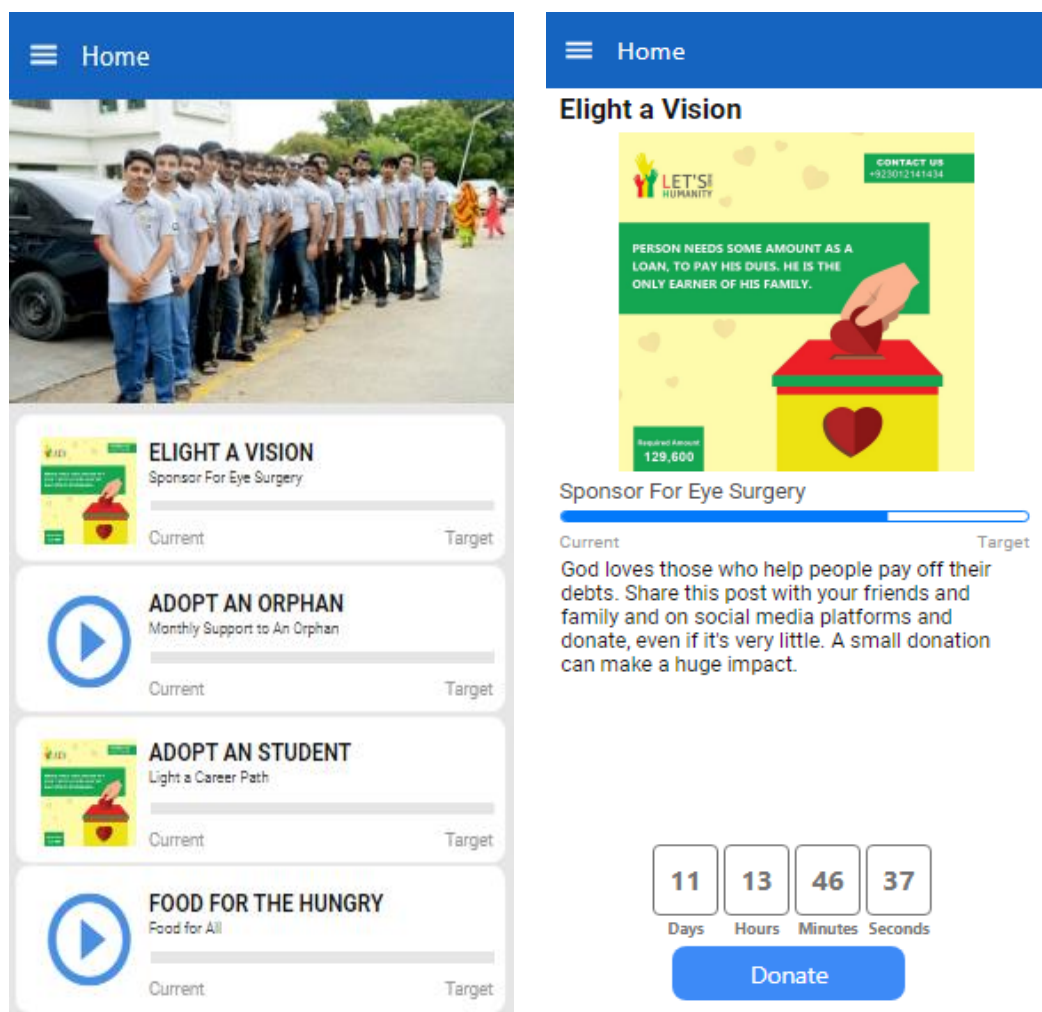 Home
ELIGHT A VISION
Sponsor For Eye Surgery
Current Target
ADOPT AN ORPHAN
Monthly Support to An Orphan
Current Target
ADOPT AN STUDENT
Light a Career Path
Current Target
FOOD FOR THE HUNGRY
Food for All
Current Target
Home
Elight a Vision
LET'S
HUMANITY
CONTACT US
+923012141434
PERSON NEEDS SOME AMOUNT AS A
LOAN, TO PAY HIS DUES. HE IS THE
ONLY EARNER OF HIS FAMILY.
Required Amount
129,600
Sponsor For Eye Surgery
Current Target
God loves those who help people pay off their
debts. Share this post with your friends and
family and on social media platforms and
donate, even if it's very little. A small donation
can make a huge impact.
11 13 46 37
Days Hours Minutes Seconds
Donate